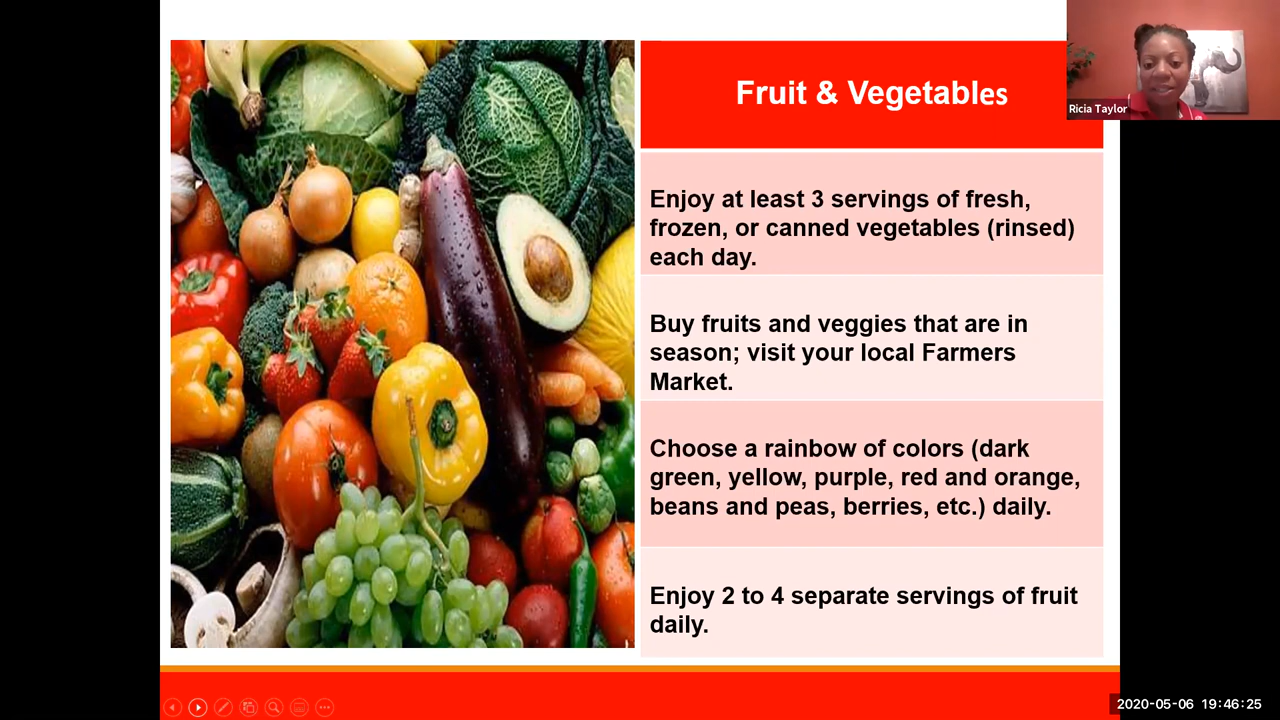 Fruit & Vegetables
Ricia Taylor
Enjoy at least 3 servings of fresh,
frozen, or canned vegetables (rinsed)
each day.
Buy fruits and veggies that are in
season; visit your local Farmers
Market.
Choose a rainbow of colors (dark
green, yellow, purple, red and orange,
beans and peas, berries, etc.) daily.
Enjoy 2 to 4 separate servings of fruit
daily.
2020-05-06 19:46:25